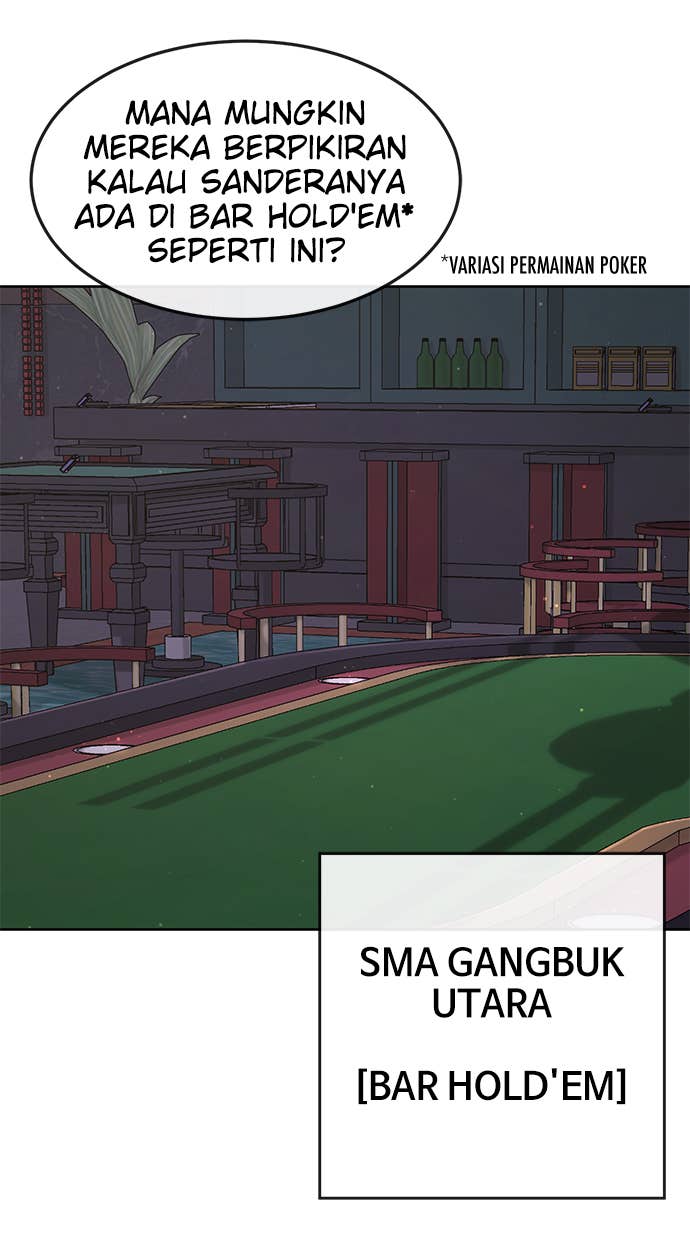 MANA MUNGKIN
MEREKA BERPIKIRAN
KALAU SANDERANYA
ADA DI BAR HOLD'EM*
SEPERTI INI?
*VARIASI PERMAINAN POKER
SMA GANGBUK
UTARA
[BAR HOLD'EM]